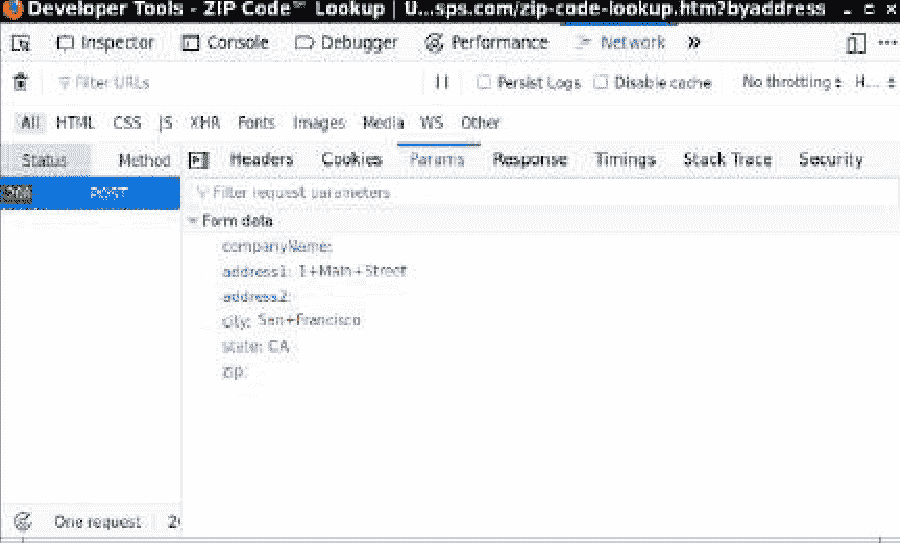 Developer Tools - ZIP Code™ Lookup | U...sps.com/zip-code-lookup.htm?byaddress
Inspector Console Debugger Performance Network
Filter URLs Persist Logs Disable cache No throttling H...
All HTML CSS JS XHR Fonts Images Media WS Other
Status Method Headers Cookies Params Response Timings Stack Trace Security
POST Filter request parameters
Form data
companyName:
address1: 1+Main+Street
address2:
city: San+Francisco
state: CA
zip:
One request